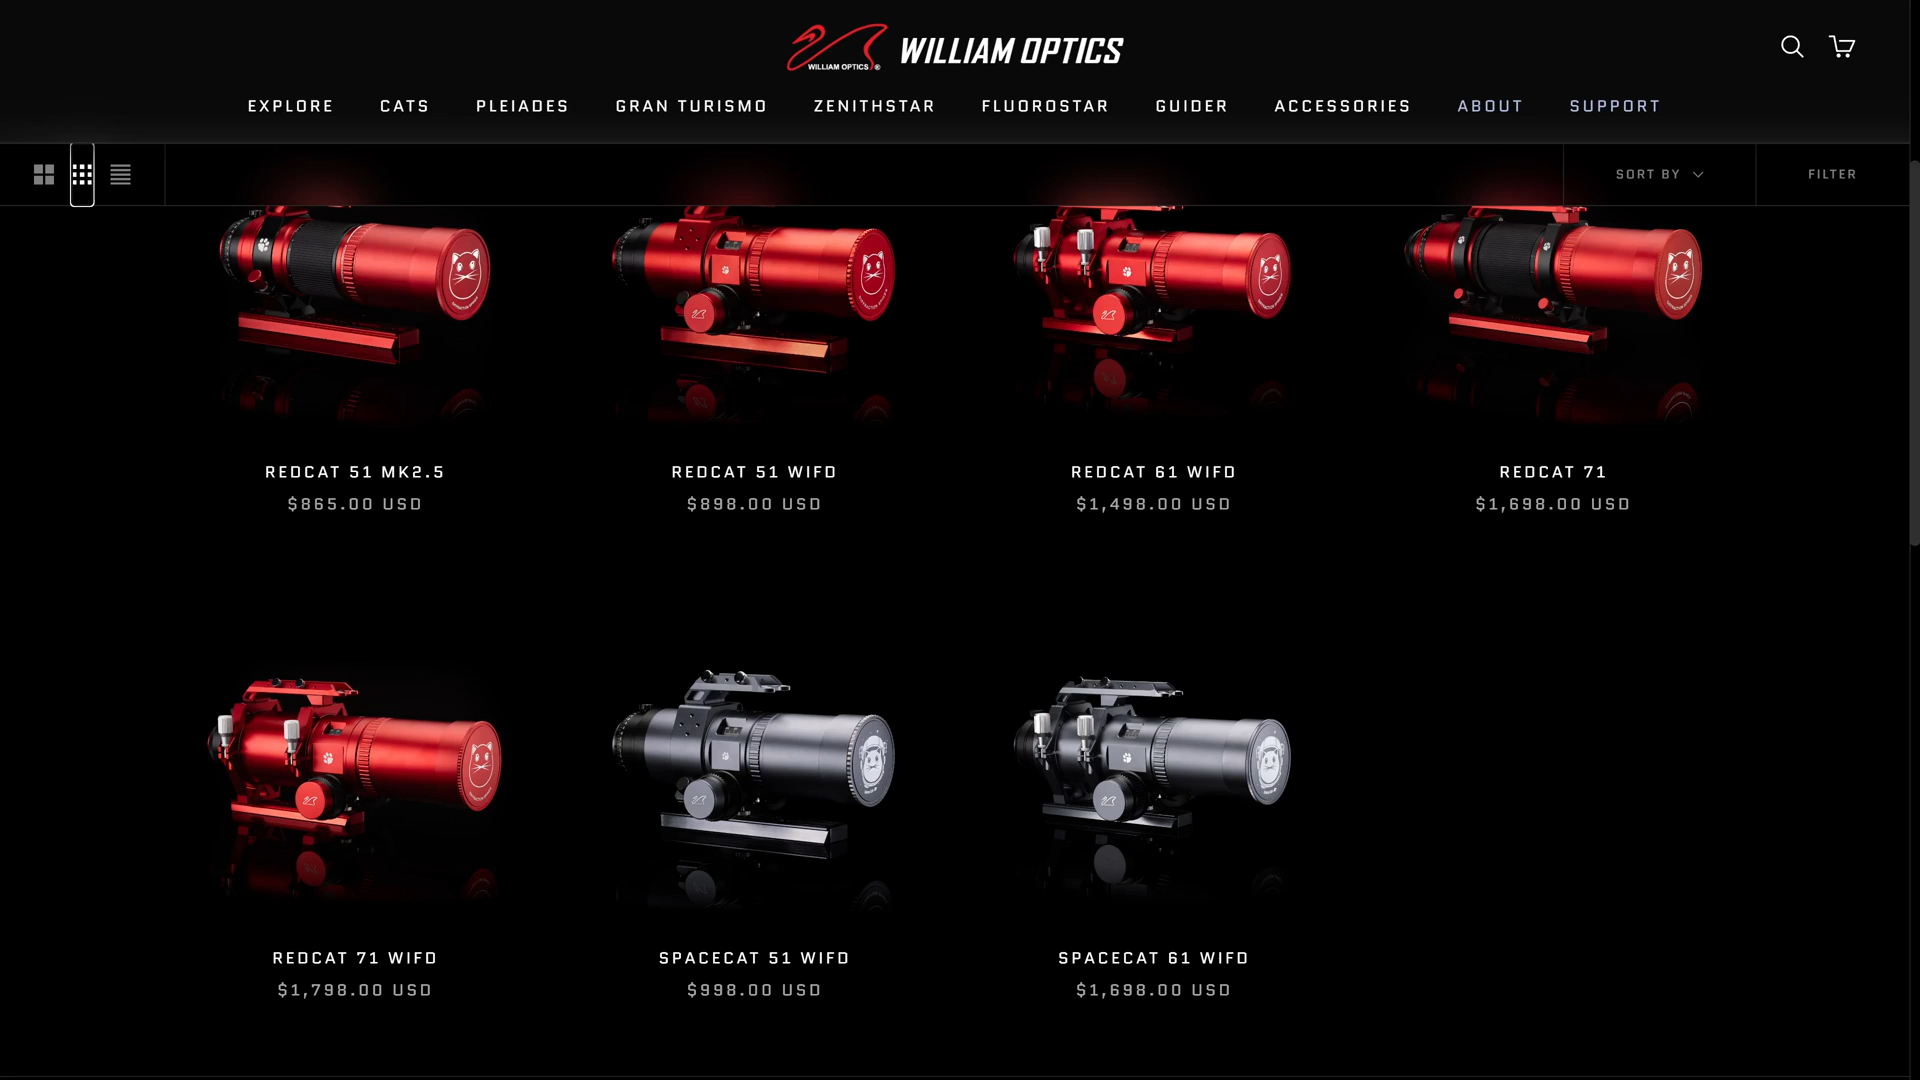 WILLIAM OPTICS® WILLIAM OPTICS
EXPLORE CATS PLEIADES GRAN TURISMO ZENITHSTAR FLUOROSTAR GUIDER ACCESSORIES ABOUT SUPPORT
SORT BY FILTER
REDCAT 51 MK2.5
$865.00 USD
REDCAT 51 WIFD
$898.00 USD
REDCAT 61 WIFD
$1,498.00 USD
REDCAT 71
$1,698.00 USD
REDCAT 71 WIFD
$1,798.00 USD
SPACECAT 51 WIFD
$998.00 USD
SPACECAT 61 WIFD
$1,698.00 USD